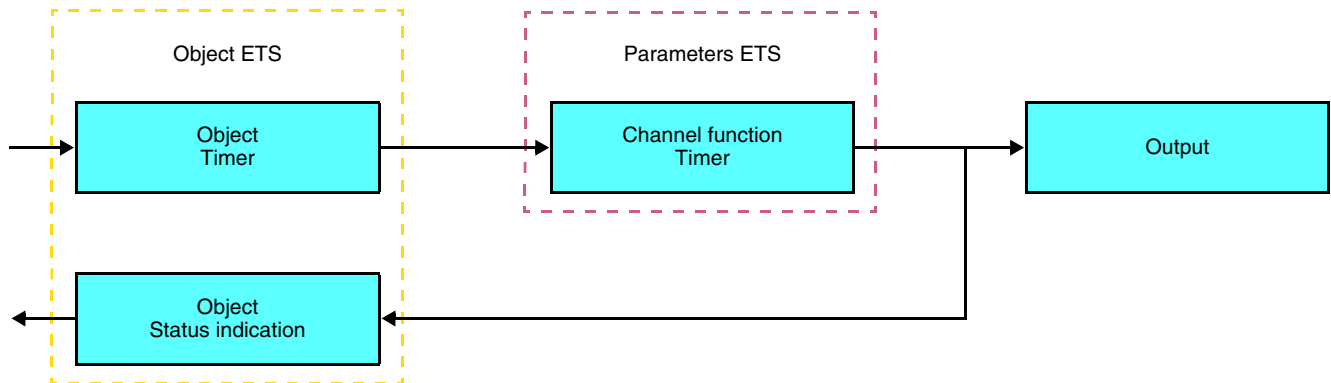 Object ETS
Parameters ETS
Object
Timer
Channel function
Timer
Output
Object
Status indication